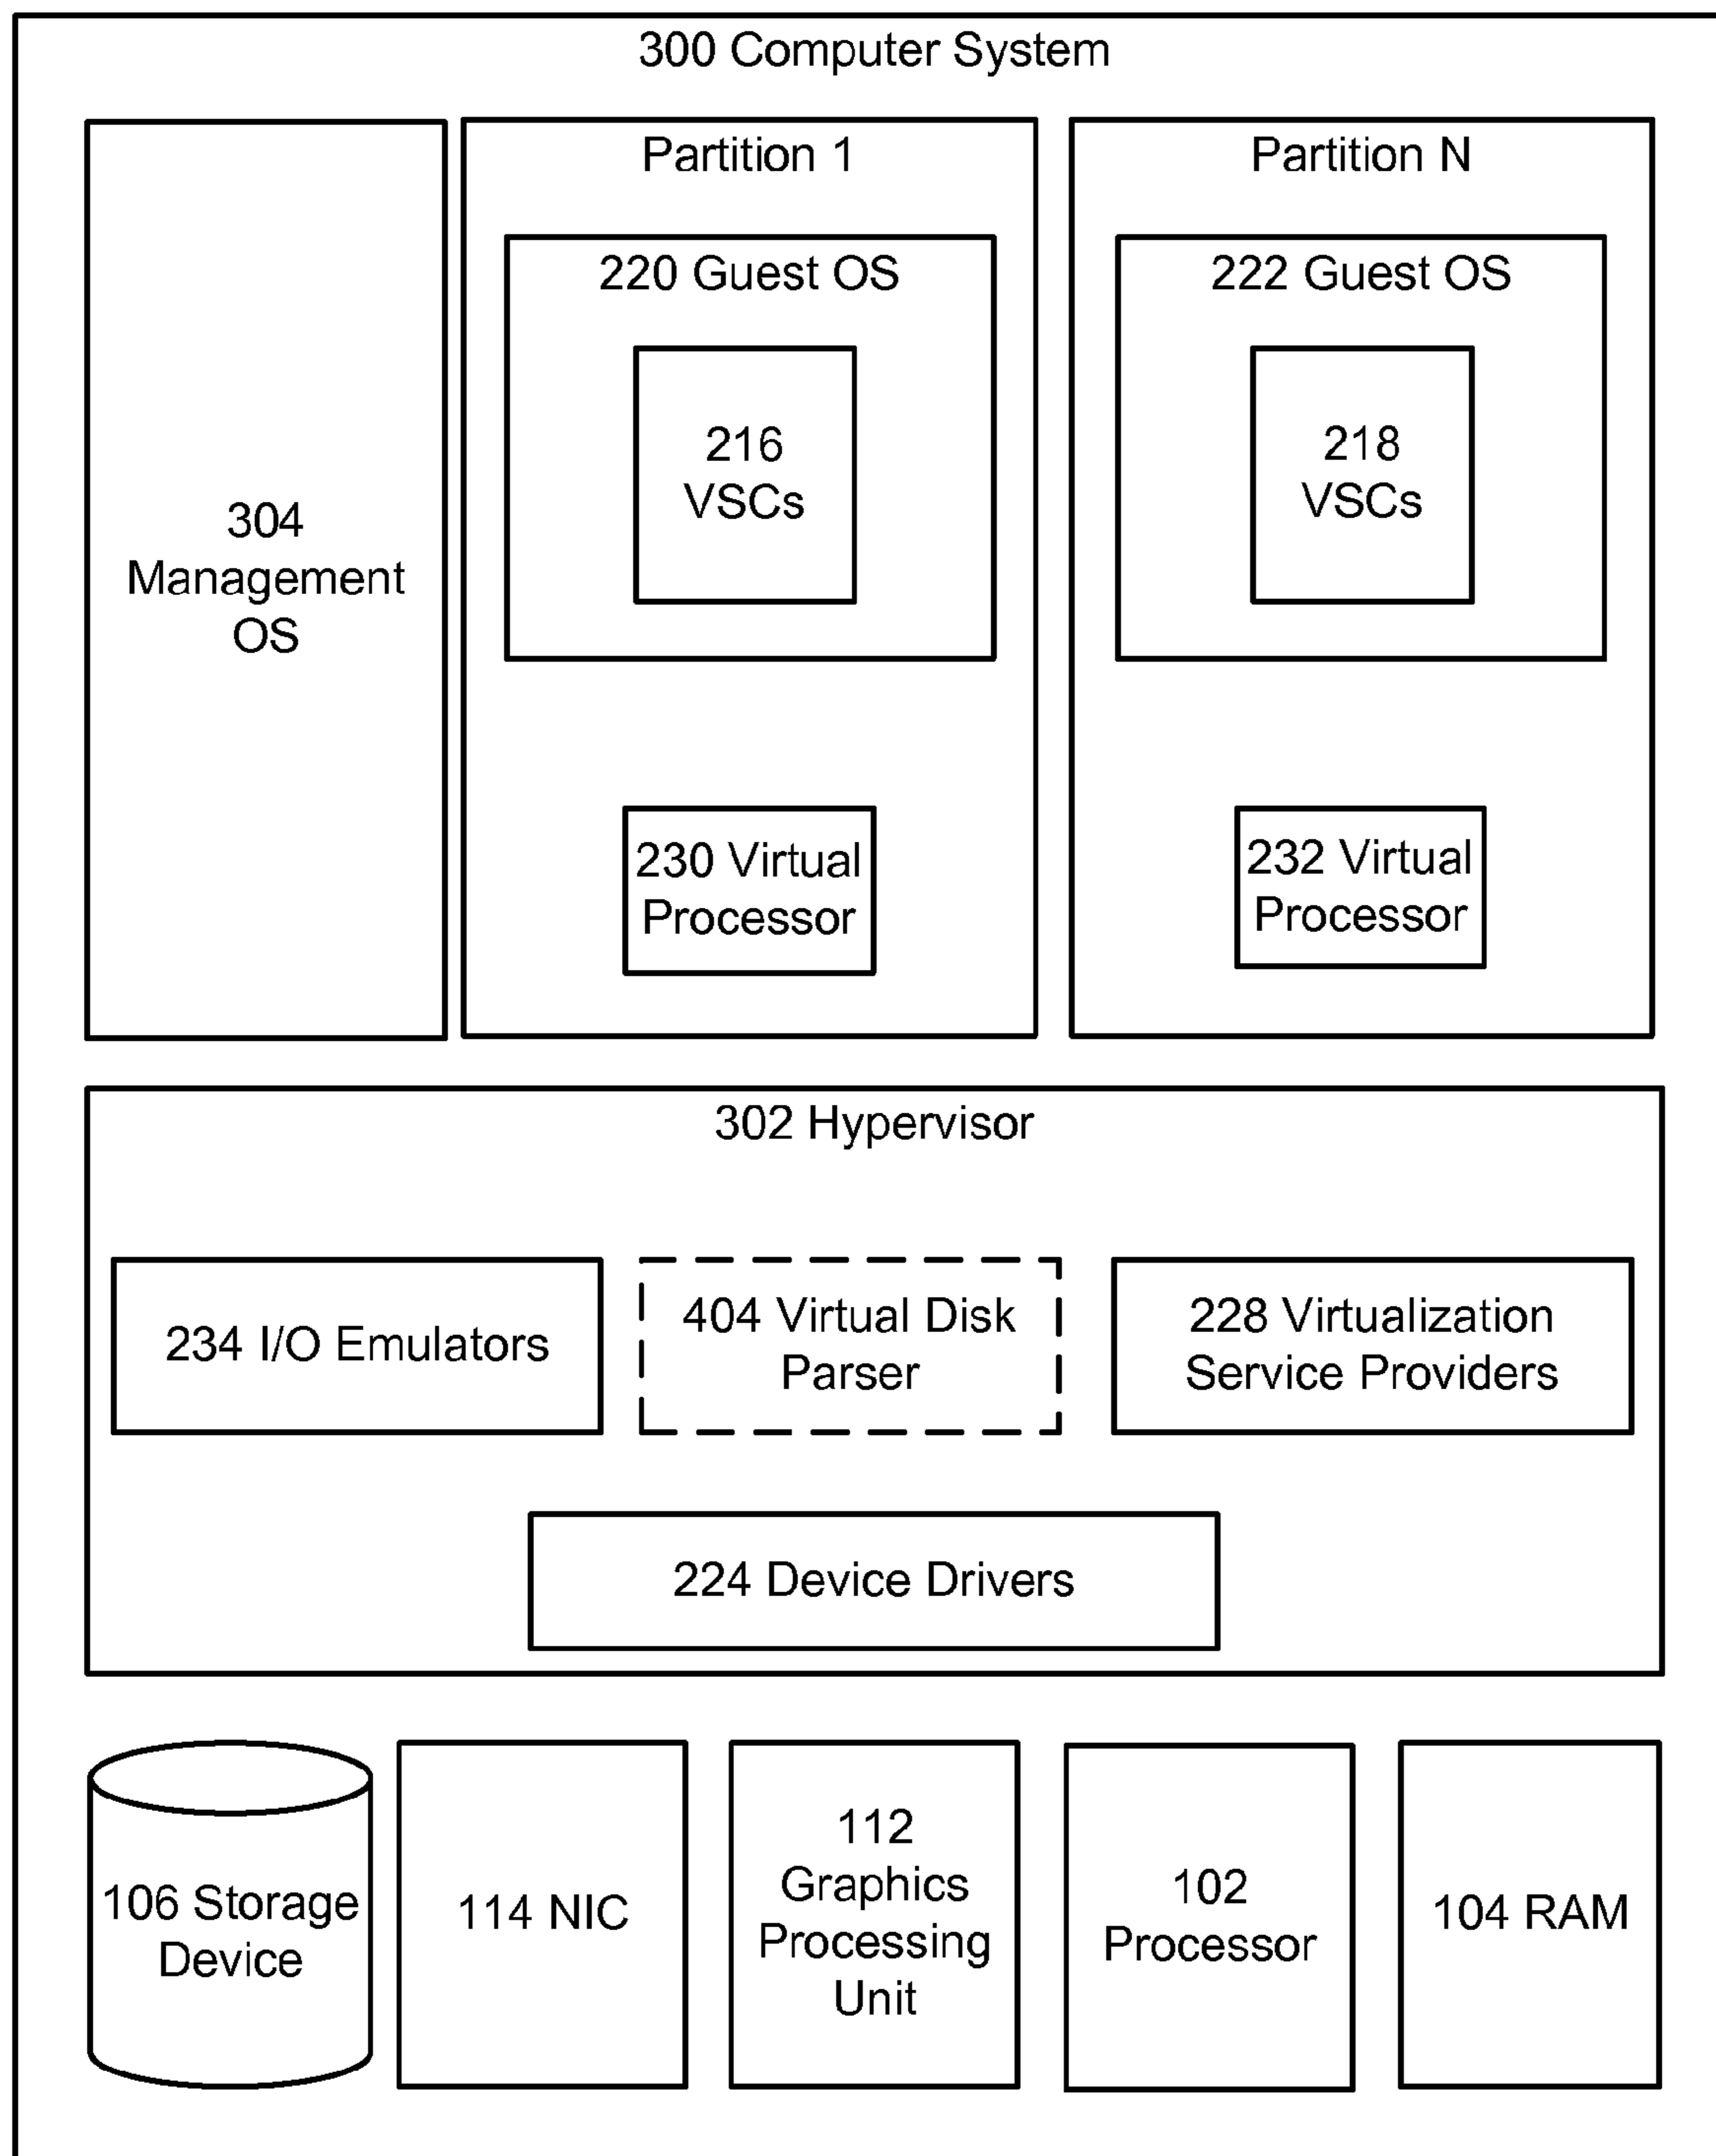 300 Computer System
304
Management
OS
Partition 1
220 Guest OS
216
VSCs
230 Virtual
Processor
Partition N
222 Guest OS
218
VSCs
232 Virtual
Processor
302 Hypervisor
234 I/O Emulators
404 Virtual Disk
Parser
228 Virtualization
Service Providers
224 Device Drivers
106 Storage
Device
114 NIC
112
Graphics
Processing
Unit
102
Processor
104 RAM